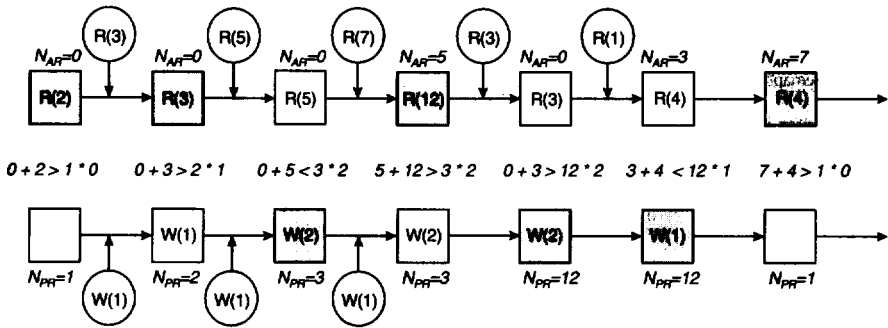 R(3) R(5) R(7) R(3) R(1)
N_AR=0 N_AR=0 N_AR=0 N_AR=5 N_AR=0 N_AR=3 N_AR=7
R(2) R(3) R(5) R(12) R(3) R(4) R(4)
0 + 2 > 1 * 0 0 + 3 > 2 * 1 0 + 5 < 3 * 2 5 + 12 > 3 * 2 0 + 3 > 12 * 2 3 + 4 < 12 * 1 7 + 4 > 1 * 0
W(1) W(2) W(2) W(2) W(1)
N_PR=1 N_PR=2 N_PR=3 N_PR=3 N_PR=12 N_PR=12 N_PR=1
W(1) W(1) W(1)